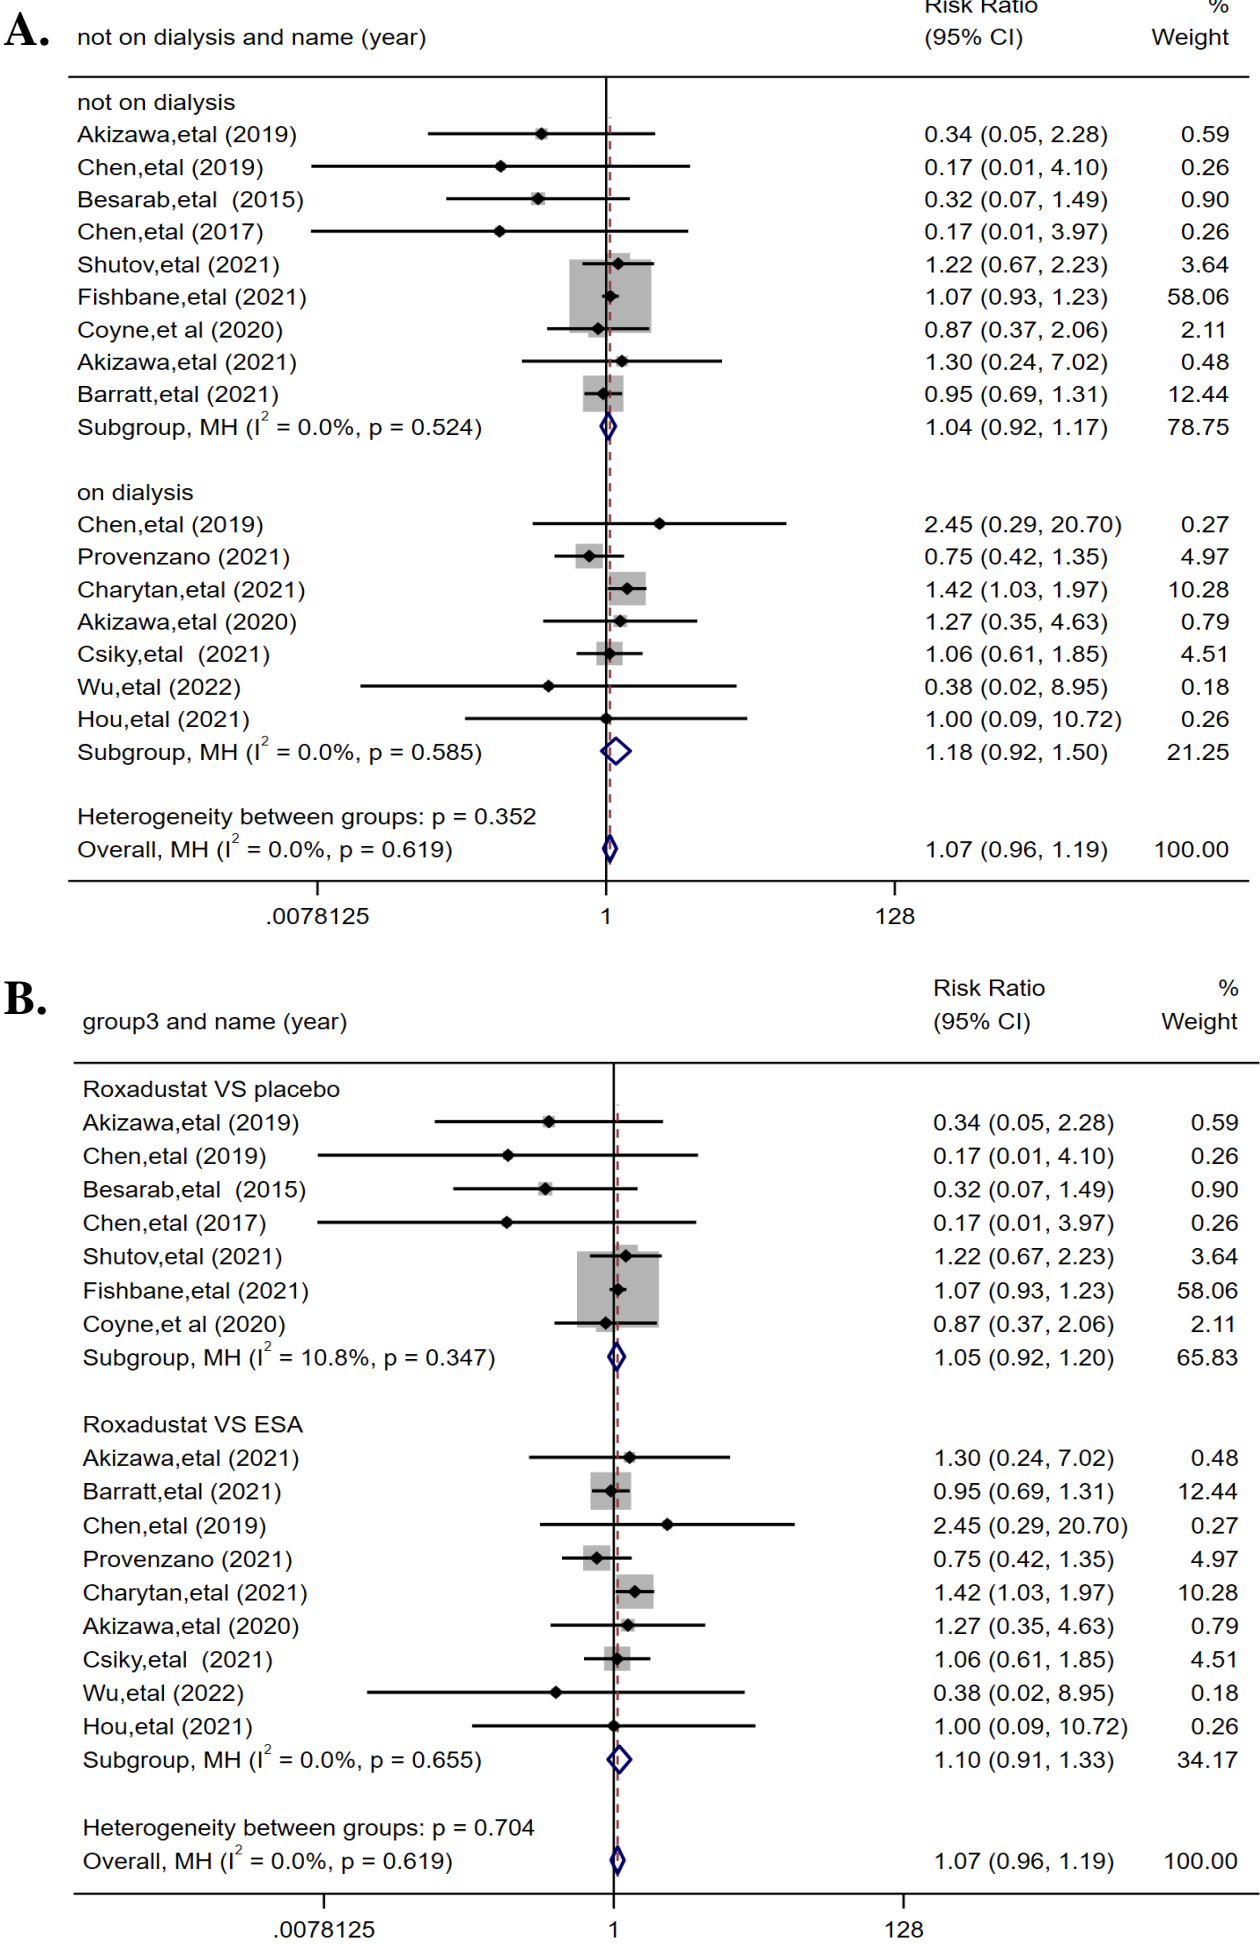 Risk Ratio %
A. not on dialysis and name (year) (95% CI) Weight
not on dialysis
Akizawa,etal (2019) 0.34 (0.05, 2.28) 0.59
Chen,etal (2019) 0.17 (0.01, 4.10) 0.26
Besarab,etal  (2015) 0.32 (0.07, 1.49) 0.90
Chen,etal (2017) 0.17 (0.01, 3.97) 0.26
Shutov,etal (2021) 1.22 (0.67, 2.23) 3.64
Fishbane,etal (2021) 1.07 (0.93, 1.23) 58.06
Coyne,et al (2020) 0.87 (0.37, 2.06) 2.11
Akizawa,etal (2021) 1.30 (0.24, 7.02) 0.48
Barratt,etal (2021) 0.95 (0.69, 1.31) 12.44
Subgroup, MH (I² = 0.0%, p = 0.524) 1.04 (0.92, 1.17) 78.75
on dialysis
Chen,etal (2019) 2.45 (0.29, 20.70) 0.27
Provenzano (2021) 0.75 (0.42, 1.35) 4.97
Charytan,etal (2021) 1.42 (1.03, 1.97) 10.28
Akizawa,etal (2020) 1.27 (0.35, 4.63) 0.79
Csiky,etal  (2021) 1.06 (0.61, 1.85) 4.51
Wu,etal (2022) 0.38 (0.02, 8.95) 0.18
Hou,etal (2021) 1.00 (0.09, 10.72) 0.26
Subgroup, MH (I² = 0.0%, p = 0.585) 1.18 (0.92, 1.50) 21.25
Heterogeneity between groups: p = 0.352
Overall, MH (I² = 0.0%, p = 0.619) 1.07 (0.96, 1.19) 100.00
.0078125 1 128
Risk Ratio %
B. group3 and name (year) (95% CI) Weight
Roxadustat VS placebo
Akizawa,etal (2019) 0.34 (0.05, 2.28) 0.59
Chen,etal (2019) 0.17 (0.01, 4.10) 0.26
Besarab,etal  (2015) 0.32 (0.07, 1.49) 0.90
Chen,etal (2017) 0.17 (0.01, 3.97) 0.26
Shutov,etal (2021) 1.22 (0.67, 2.23) 3.64
Fishbane,etal (2021) 1.07 (0.93, 1.23) 58.06
Coyne,et al (2020) 0.87 (0.37, 2.06) 2.11
Subgroup, MH (I² = 10.8%, p = 0.347) 1.05 (0.92, 1.20) 65.83
Roxadustat VS ESA
Akizawa,etal (2021) 1.30 (0.24, 7.02) 0.48
Barratt,etal (2021) 0.95 (0.69, 1.31) 12.44
Chen,etal (2019) 2.45 (0.29, 20.70) 0.27
Provenzano (2021) 0.75 (0.42, 1.35) 4.97
Charytan,etal (2021) 1.42 (1.03, 1.97) 10.28
Akizawa,etal (2020) 1.27 (0.35, 4.63) 0.79
Csiky,etal  (2021) 1.06 (0.61, 1.85) 4.51
Wu,etal (2022) 0.38 (0.02, 8.95) 0.18
Hou,etal (2021) 1.00 (0.09, 10.72) 0.26
Subgroup, MH (I² = 0.0%, p = 0.655) 1.10 (0.91, 1.33) 34.17
Heterogeneity between groups: p = 0.704
Overall, MH (I² = 0.0%, p = 0.619) 1.07 (0.96, 1.19) 100.00
.0078125 1 128